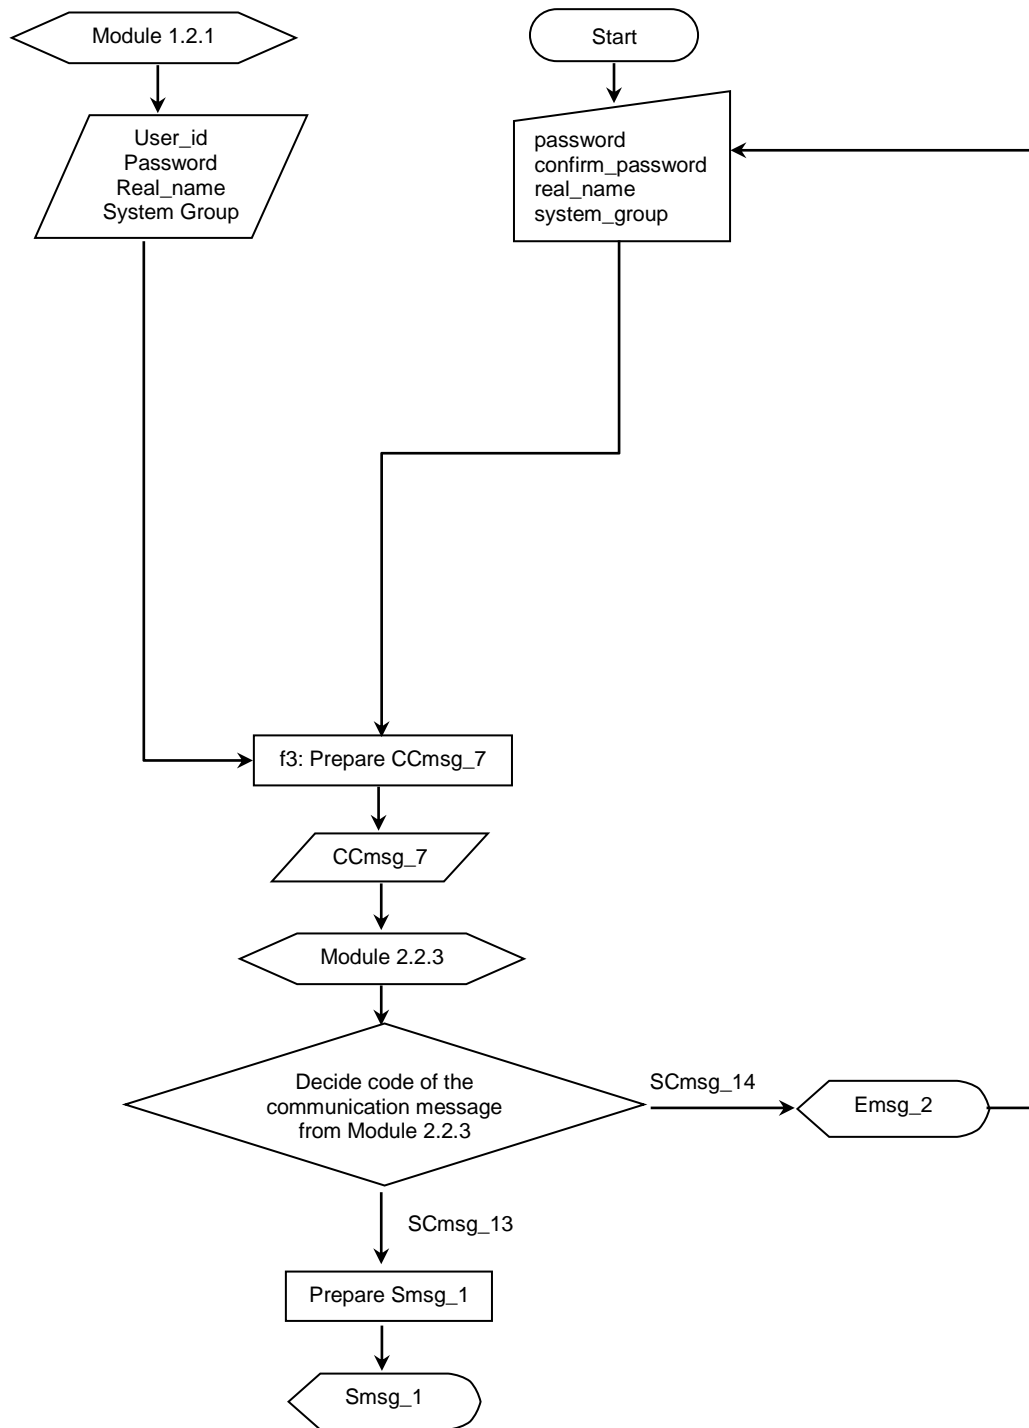 Module 1.2.1
Start
User_id
Password
Real_name
System Group
password
confirm_password
real_name
system_group
f3: Prepare CCmsg_7
CCmsg_7
Module 2.2.3
Decide code of the
communication message
from Module 2.2.3
SCmsg_14
Emsg_2
SCmsg_13
Prepare Smsg_1
Smsg_1